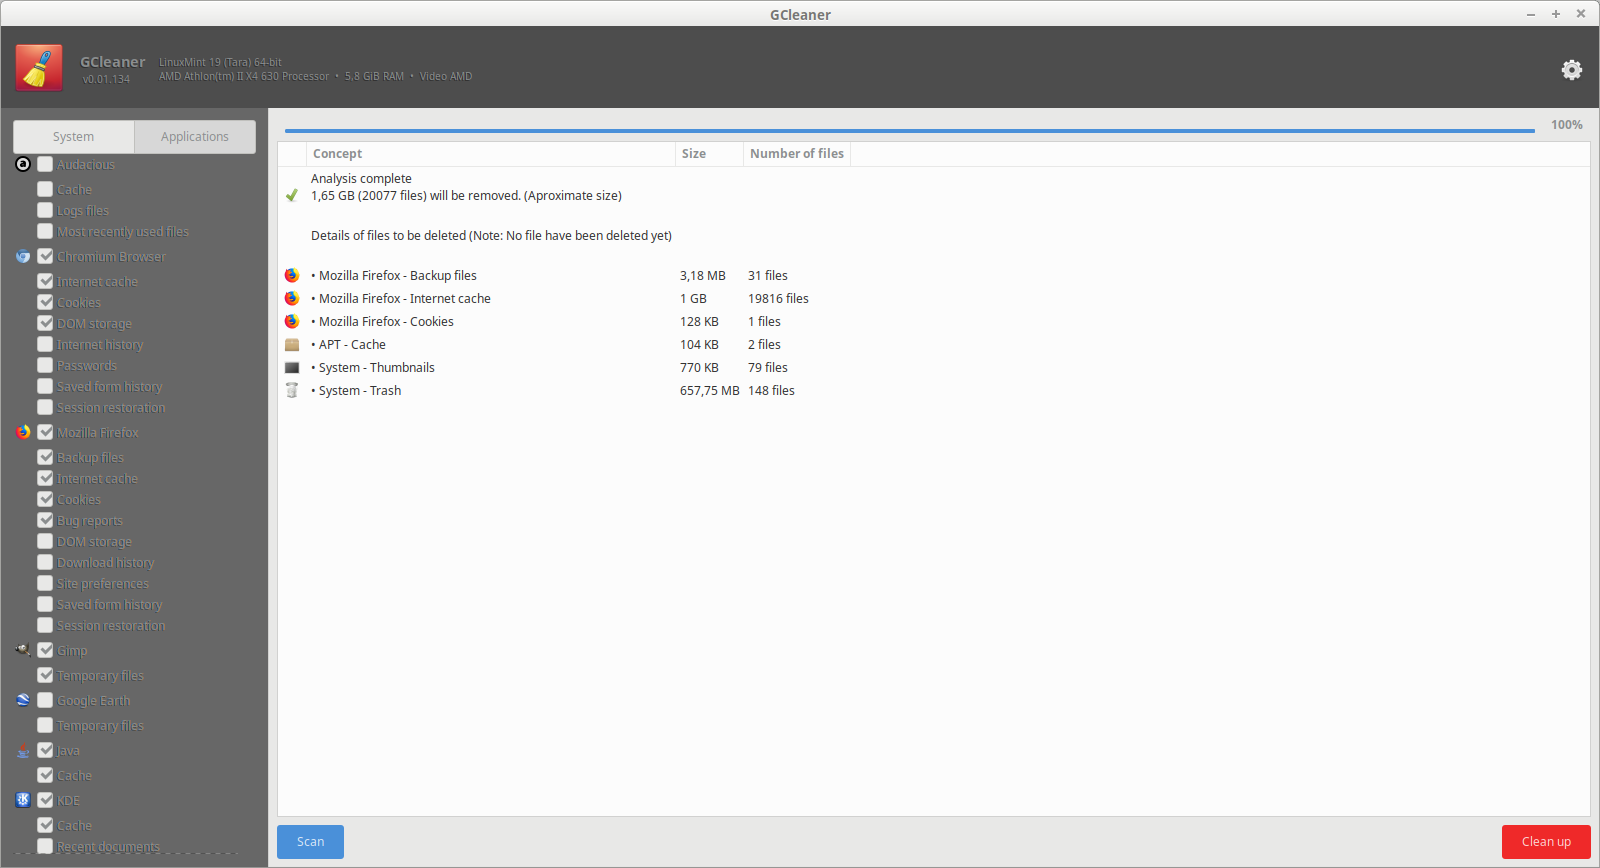 GCleaner
GCleaner
v0.01.134
LinuxMint 19 (Tara) 64-bit
AMD Athlon(tm) II X4 630 Processor • 5,8 GiB RAM • Video AMD
System
Applications
Audacious
Cache
Logs files
Most recently used files
Chromium Browser
Internet cache
Cookies
DOM storage
Internet history
Passwords
Saved form history
Session restoration
Mozilla Firefox
Backup files
Internet cache
Cookies
Bug reports
DOM storage
Download history
Site preferences
Saved form history
Session restoration
Gimp
Temporary files
Google Earth
Temporary files
Java
Cache
KDE
Cache
Recent documents
100%
Concept Size Number of files
Analysis complete
1,65 GB (20077 files) will be removed. (Aproximate size)
Details of files to be deleted (Note: No file have been deleted yet)
• Mozilla Firefox - Backup files 3,18 MB 31 files
• Mozilla Firefox - Internet cache 1 GB 19816 files
• Mozilla Firefox - Cookies 128 KB 1 files
• APT - Cache 104 KB 2 files
• System - Thumbnails 770 KB 79 files
• System - Trash 657,75 MB 148 files
Scan
Clean up